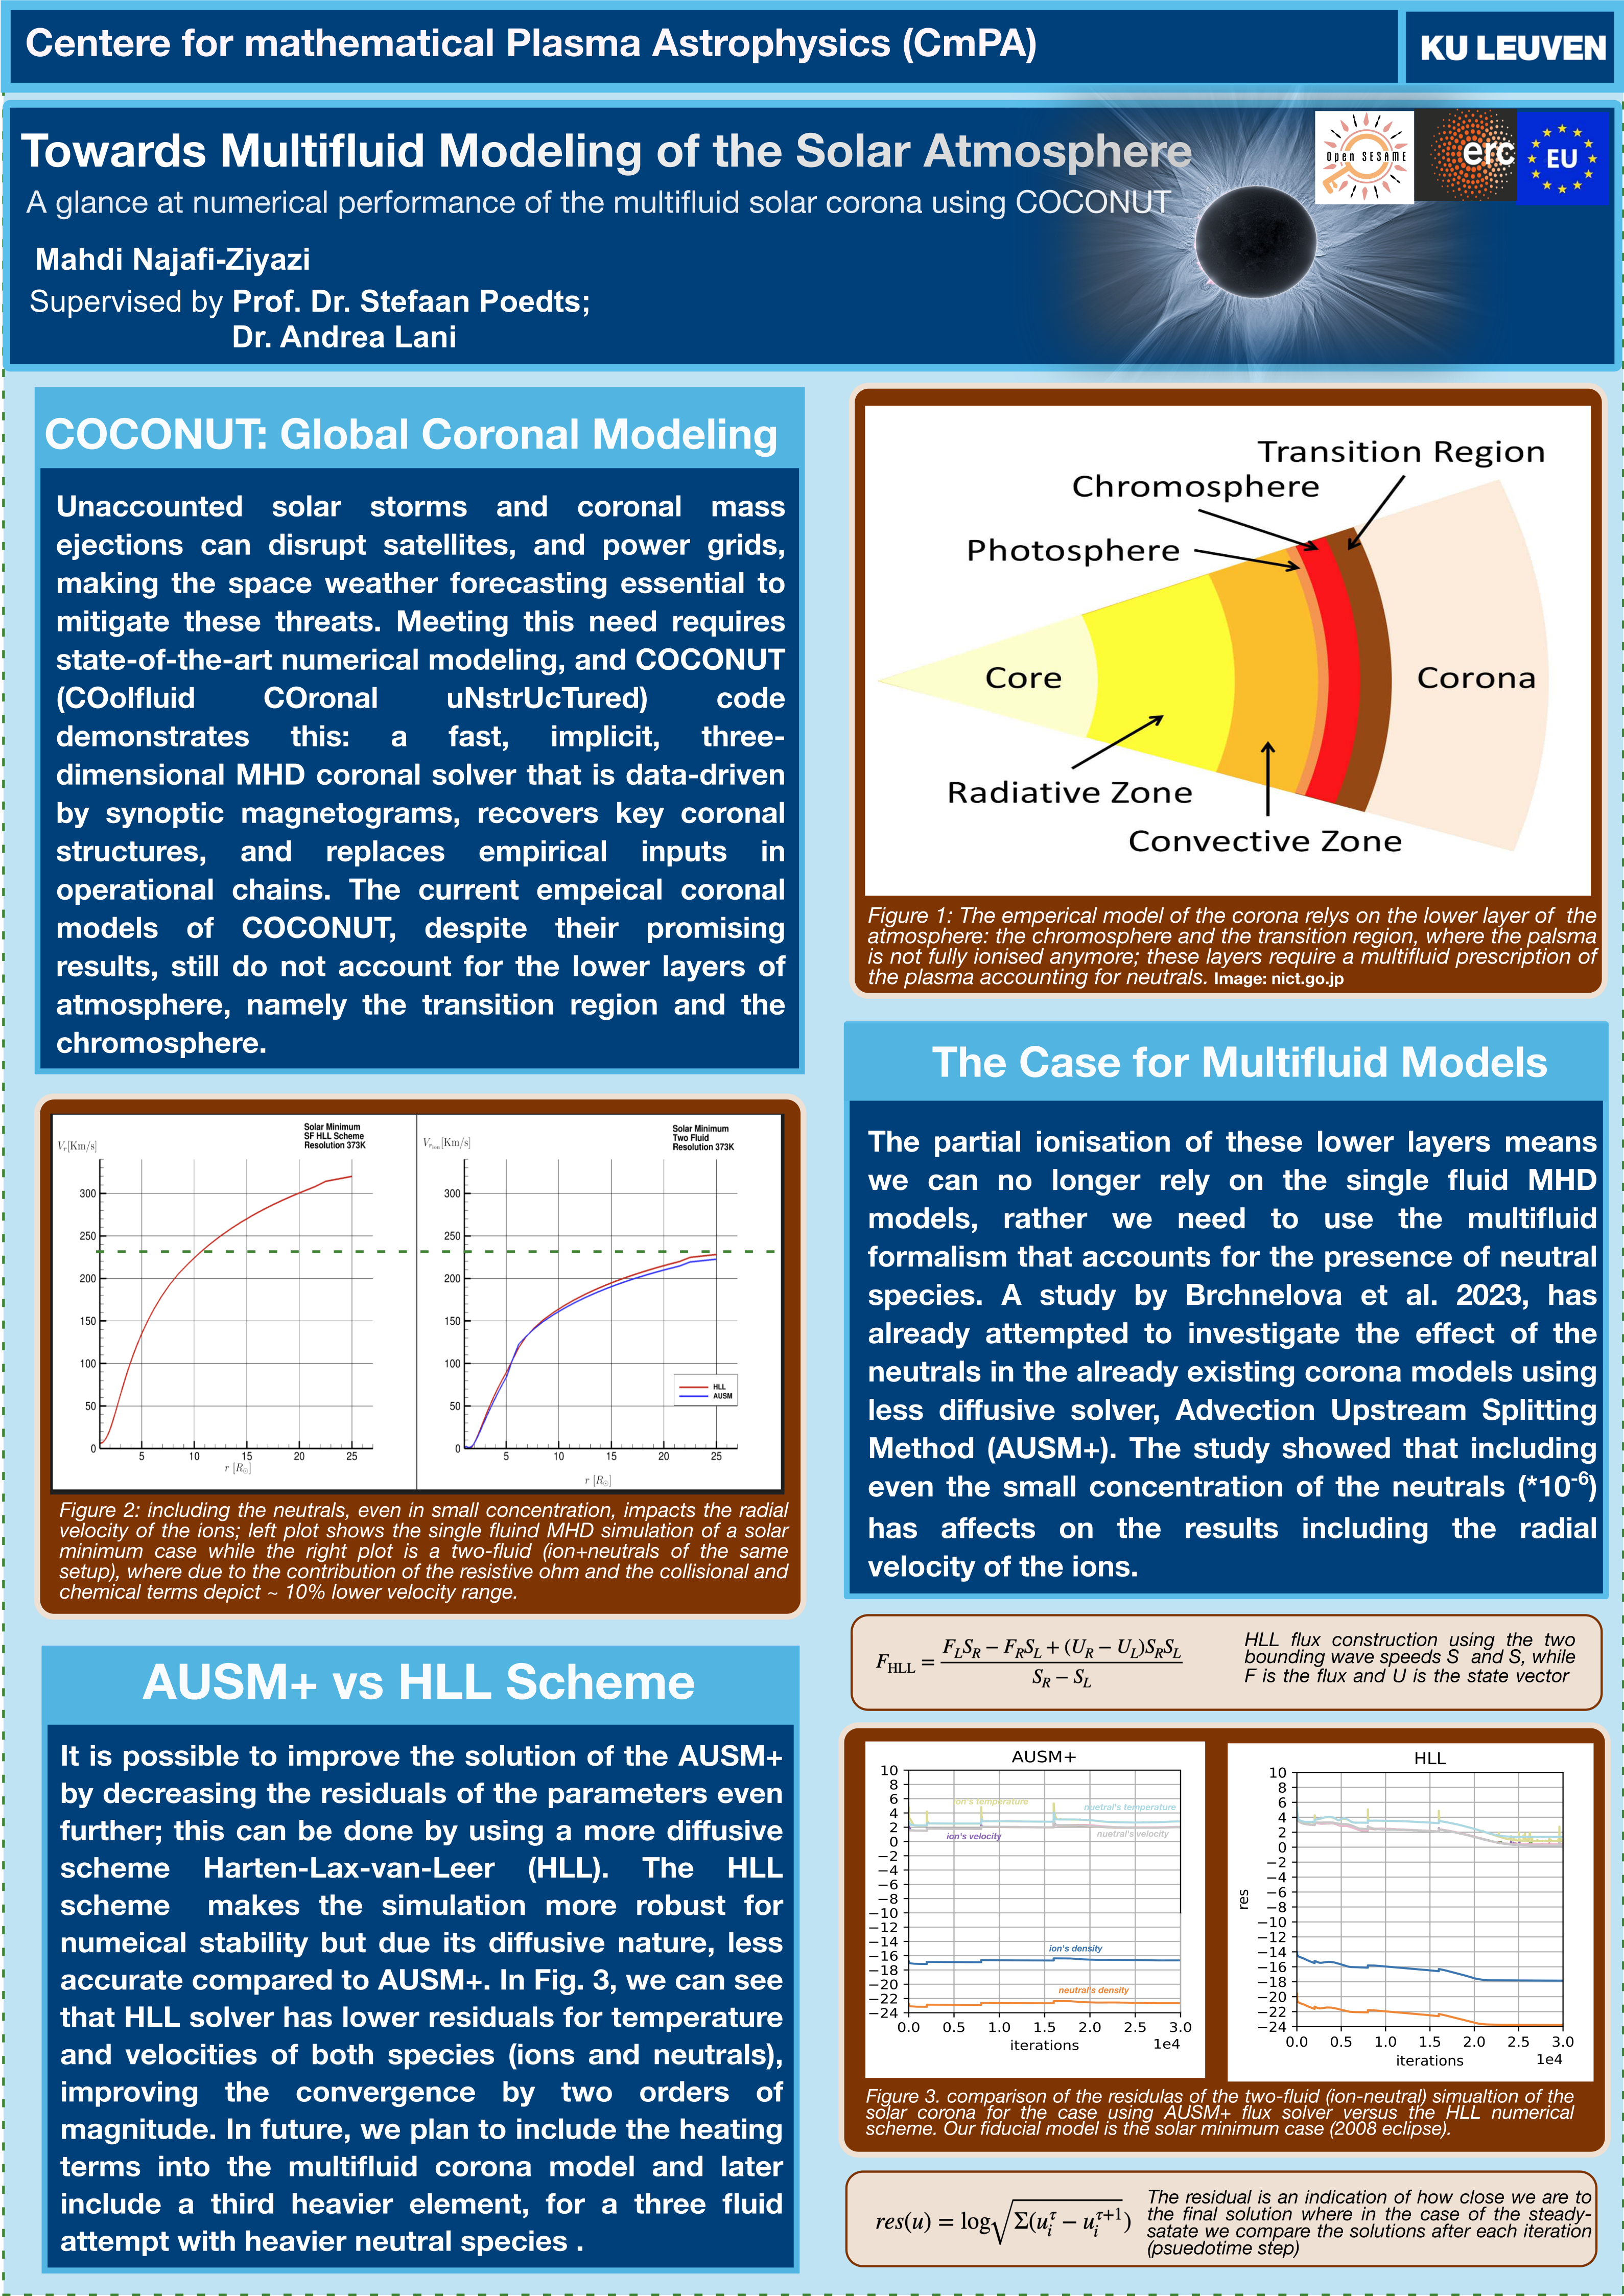 Centere for mathematical Plasma Astrophysics (CmPA)
KU LEUVEN
Towards Multifluid Modeling of the Solar Atmosphere
A glance at numerical performance of the multifluid solar corona using COCONUT
Mahdi Najafi-Ziyazi
Supervised by Prof. Dr. Stefaan Poedts;
Dr. Andrea Lani
Open SESAME
erc
EU
COCONUT: Global Coronal Modeling
Unaccounted solar storms and coronal mass
ejections can disrupt satellites, and power grids,
making the space weather forecasting essential to
mitigate these threats. Meeting this need requires
state-of-the-art numerical modeling, and COCONUT
(COolfluid COronal uNstrUcTured) code
demonstrates this: a fast, implicit, three-
dimensional MHD coronal solver that is data-driven
by synoptic magnetograms, recovers key coronal
structures, and replaces empirical inputs in
operational chains. The current empeical coronal
models of COCONUT, despite their promising
results, still do not account for the lower layers of
atmosphere, namely the transition region and the
chromosphere.
Transition Region
Chromosphere
Photosphere
Core
Corona
Radiative Zone
Convective Zone
Figure 1: The emperical model of the corona relys on the lower layer of the
atmosphere: the chromosphere and the transition region, where the palsma
is not fully ionised anymore; these layers require a multifluid prescription of
the plasma accounting for neutrals. Image: nict.go.jp
The Case for Multifluid Models
The partial ionisation of these lower layers means
we can no longer rely on the single fluid MHD
models, rather we need to use the multifluid
formalism that accounts for the presence of neutral
species. A study by Brchnelova et al. 2023, has
already attempted to investigate the effect of the
neutrals in the already existing corona models using
less diffusive solver, Advection Upstream Splitting
Method (AUSM+). The study showed that including
even the small concentration of the neutrals (*10⁻⁶)
has affects on the results including the radial
velocity of the ions.
V_r[Km/s]
Solar Minimum
SF HLL Scheme
Resolution 373K
300
250
200
150
100
50
0
5 10 15 20 25
r [R☉]
V_{r_ion}[Km/s]
Solar Minimum
Two Fluid
Resolution 373K
300
250
200
150
100
50
0
HLL
AUSM
5 10 15 20 25
r [R☉]
Figure 2: including the neutrals, even in small concentration, impacts the radial
velocity of the ions; left plot shows the single fluind MHD simulation of a solar
minimum case while the right plot is a two-fluid (ion+neutrals of the same
setup), where due to the contribution of the resistive ohm and the collisional and
chemical terms depict ~ 10% lower velocity range.
AUSM+ vs HLL Scheme
It is possible to improve the solution of the AUSM+
by decreasing the residuals of the parameters even
further; this can be done by using a more diffusive
scheme Harten-Lax-van-Leer (HLL). The HLL
scheme makes the simulation more robust for
numeical stability but due its diffusive nature, less
accurate compared to AUSM+. In Fig. 3, we can see
that HLL solver has lower residuals for temperature
and velocities of both species (ions and neutrals),
improving the convergence by two orders of
magnitude. In future, we plan to include the heating
terms into the multifluid corona model and later
include a third heavier element, for a three fluid
attempt with heavier neutral species .
F_HLL = (F_L S_R − F_R S_L + (U_R − U_L)S_R S_L) / (S_R − S_L)
HLL flux construction using the two
bounding wave speeds S and S, while
F is the flux and U is the state vector
AUSM+
10
8
6
4
2
0
−2
−4
−6
−8
−10
−12
−14
−16
−18
−20
−22
−24
ion's temperature
nuetral's temperature
ion's velocity
nuetral's velocity
ion's density
neutral's density
0.0 0.5 1.0 1.5 2.0 2.5 3.0
iterations 1e4
HLL
10
8
6
4
2
0
−2
−4
−6
−8
−10
−12
−14
−16
−18
−20
−22
−24
res
0.0 0.5 1.0 1.5 2.0 2.5 3.0
iterations 1e4
Figure 3. comparison of the residulas of the two-fluid (ion-neutral) simualtion of the
solar corona for the case using AUSM+ flux solver versus the HLL numerical
scheme. Our fiducial model is the solar minimum case (2008 eclipse).
res(u) = log√Σ(u_i^τ − u_i^{τ+1})
The residual is an indication of how close we are to
the final solution where in the case of the steady-
satate we compare the solutions after each iteration
(psuedotime step)